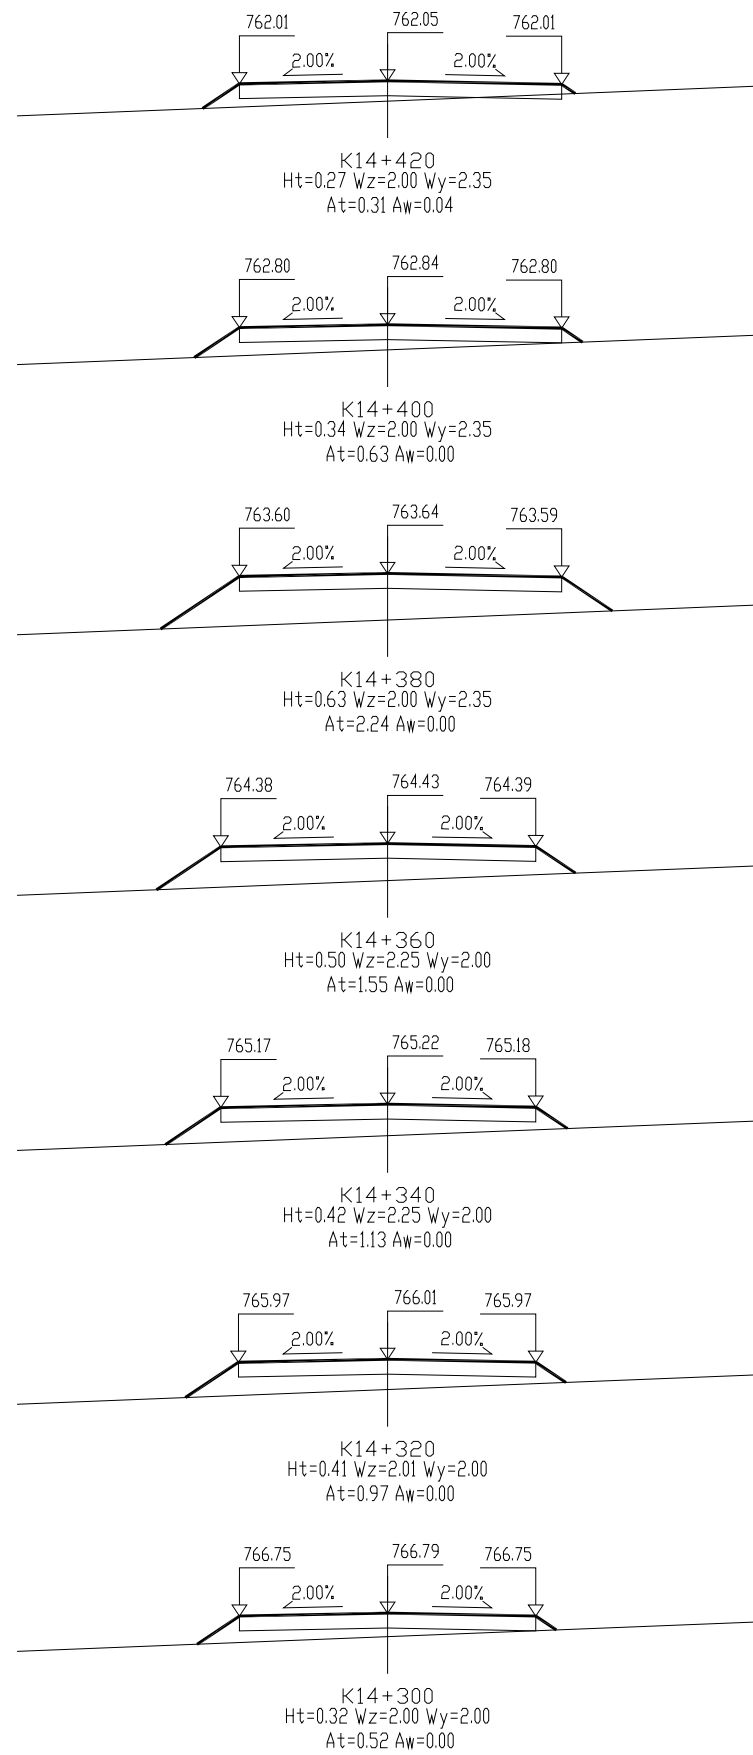 762.01 762.05 762.01
2.00% 2.00%
K14+420
Ht=0.27 Wz=2.00 Wy=2.35
At=0.31 Aw=0.04
762.80 762.84 762.80
2.00% 2.00%
K14+400
Ht=0.34 Wz=2.00 Wy=2.35
At=0.63 Aw=0.00
763.60 763.64 763.59
2.00% 2.00%
K14+380
Ht=0.63 Wz=2.00 Wy=2.35
At=2.24 Aw=0.00
764.38 764.43 764.39
2.00% 2.00%
K14+360
Ht=0.50 Wz=2.25 Wy=2.00
At=1.55 Aw=0.00
765.17 765.22 765.18
2.00% 2.00%
K14+340
Ht=0.42 Wz=2.25 Wy=2.00
At=1.13 Aw=0.00
765.97 766.01 765.97
2.00% 2.00%
K14+320
Ht=0.41 Wz=2.01 Wy=2.00
At=0.97 Aw=0.00
766.75 766.79 766.75
2.00% 2.00%
K14+300
Ht=0.32 Wz=2.00 Wy=2.00
At=0.52 Aw=0.00